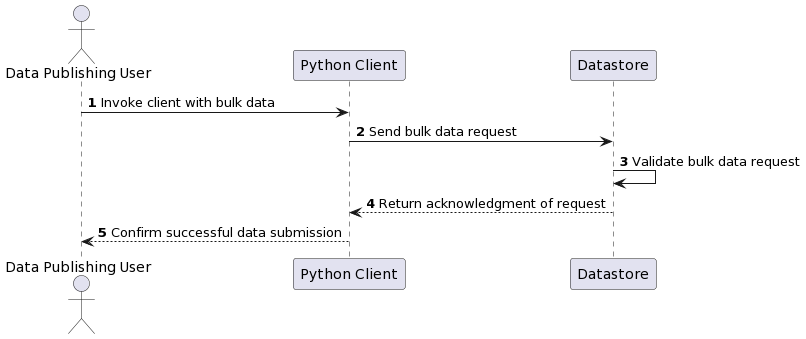 Data Publishing User
Python Client
Datastore
1 Invoke client with bulk data
2 Send bulk data request
3 Validate bulk data request
4 Return acknowledgment of request
5 Confirm successful data submission
Data Publishing User
Python Client
Datastore